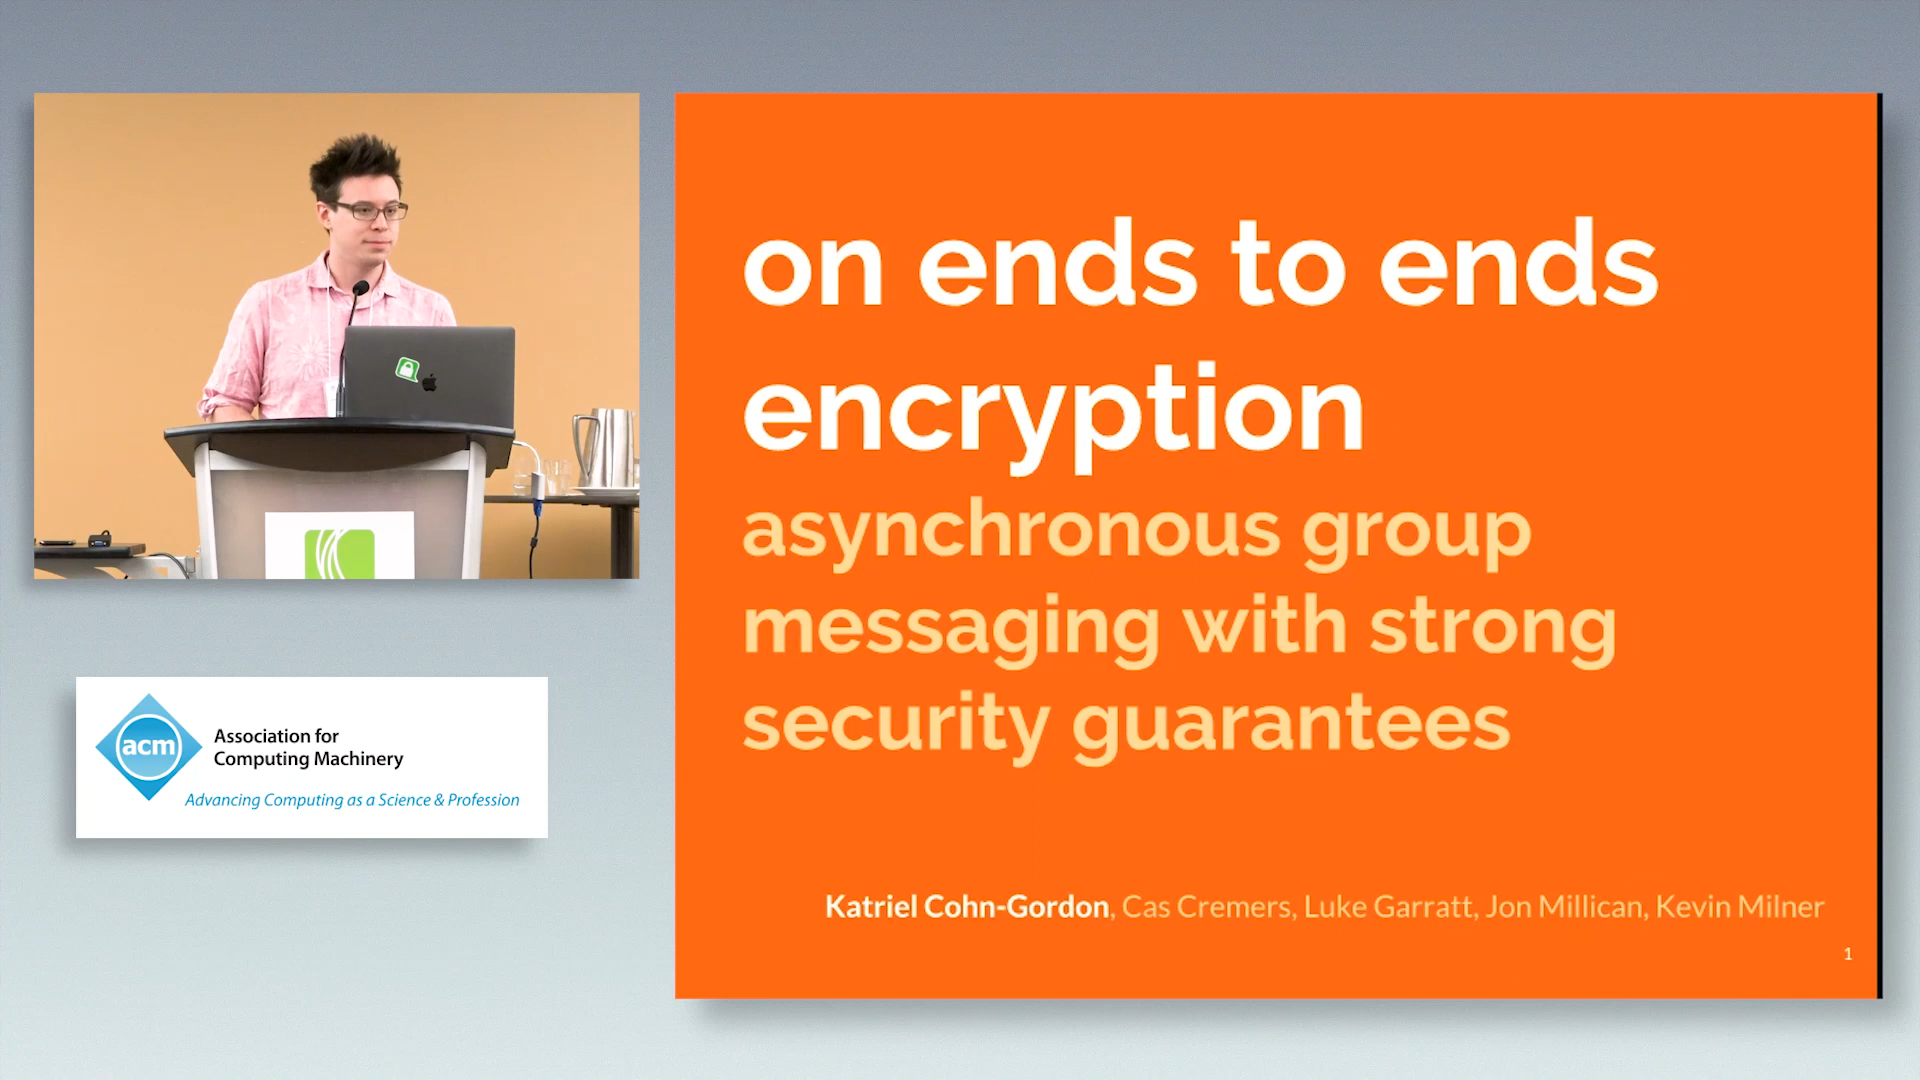 on ends to ends
encryption
asynchronous group
messaging with strong
security guarantees
Katriel Cohn-Gordon, Cas Cremers, Luke Garratt, Jon Millican, Kevin Milner
1
acm
Association for
Computing Machinery
Advancing Computing as a Science & Profession